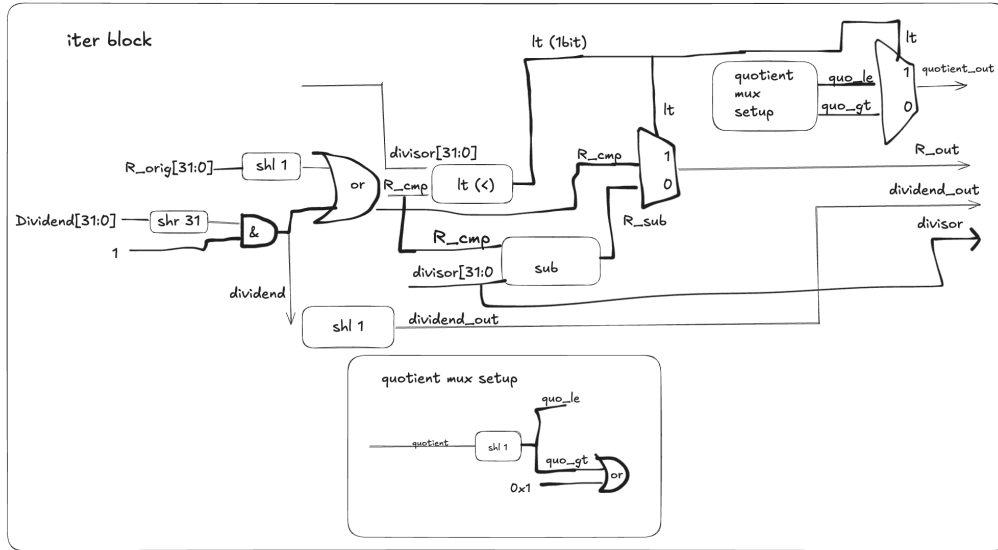 iter block
lt (1bit)
lt
quotient
mux
setup
quo_le
quo_gt
1
0
quotient_out
divisor[31:0]
R_orig[31:0]
shl 1
or
R_cmp
lt (<)
lt
R_cmp
1
0
R_out
R_sub
dividend_out
Dividend[31:0]
shr 31
&
1
R_cmp
divisor[31:0
sub
divisor
dividend
shl 1
dividend_out
quotient mux setup
quo_le
quotient
shl 1
quo_gt
or
0x1